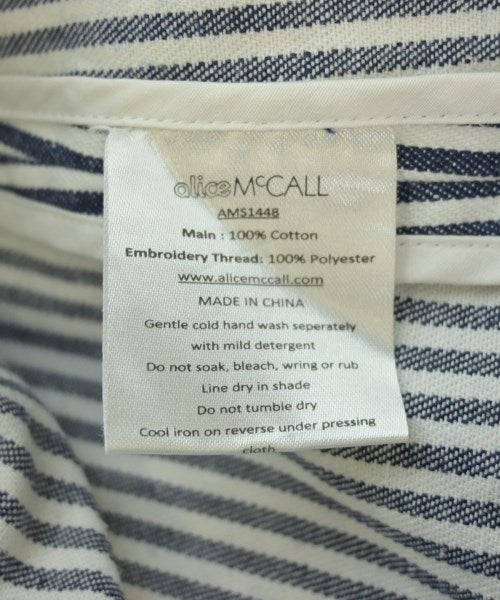 alice McCALL
AMS1448
Main : 100% Cotton
Embroidery Thread: 100% Polyester
www.alicemccall.com
MADE IN CHINA
Gentle cold hand wash seperately
with mild detergent
Do not soak, bleach, wring or rub
Line dry in shade
Do not tumble dry
Cool iron on reverse under pressing
cloth